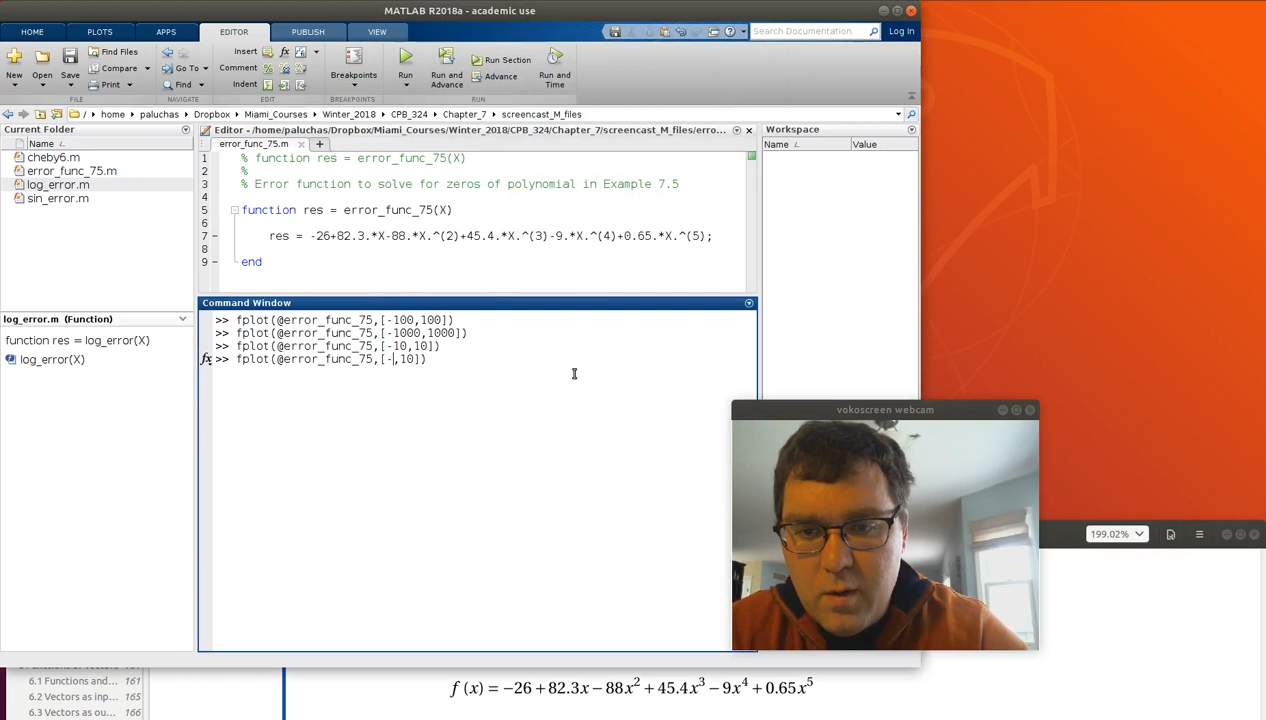 MATLAB R2018a - academic use
HOME PLOTS APPS EDITOR PUBLISH VIEW Search Documentation Log In
New Open Save Find Files Compare Print Go To Find Insert fx Comment Indent Breakpoints Run Run and Advance Run Section Advance Run and Time
FILE NAVIGATE EDIT BREAKPOINTS RUN
/ home paluchas Dropbox Miami_Courses Winter_2018 CPB_324 Chapter_7 screencast_M_files
Current Folder
Name
cheby6.m
error_func_75.m
log_error.m
sin_error.m
log_error.m (Function)
function res = log_error(X)
log_error(X)
Editor - /home/paluchas/Dropbox/Miami_Courses/Winter_2018/CPB_324/Chapter_7/screencast_M_files/erro...
error_func_75.m
1 % function res = error_func_75(X)
2 %
3 % Error function to solve for zeros of polynomial in Example 7.5
4
5 function res = error_func_75(X)
6
7 res = -26+82.3.*X-88.*X.^(2)+45.4.*X.^(3)-9.*X.^(4)+0.65.*X.^(5);
8
9 end
Workspace
Name Value
Command Window
>> fplot(@error_func_75,[-100,100])
>> fplot(@error_func_75,[-1000,1000])
>> fplot(@error_func_75,[-10,10])
fx >> fplot(@error_func_75,[-,10])
vokoscreen webcam
199.02%
6.1 Functions and... 161
6.2 Vectors as inp... 165
6.3 Vectors as ou... 166
f (x) = −26 + 82.3x − 88x² + 45.4x³ − 9x⁴ + 0.65x⁵